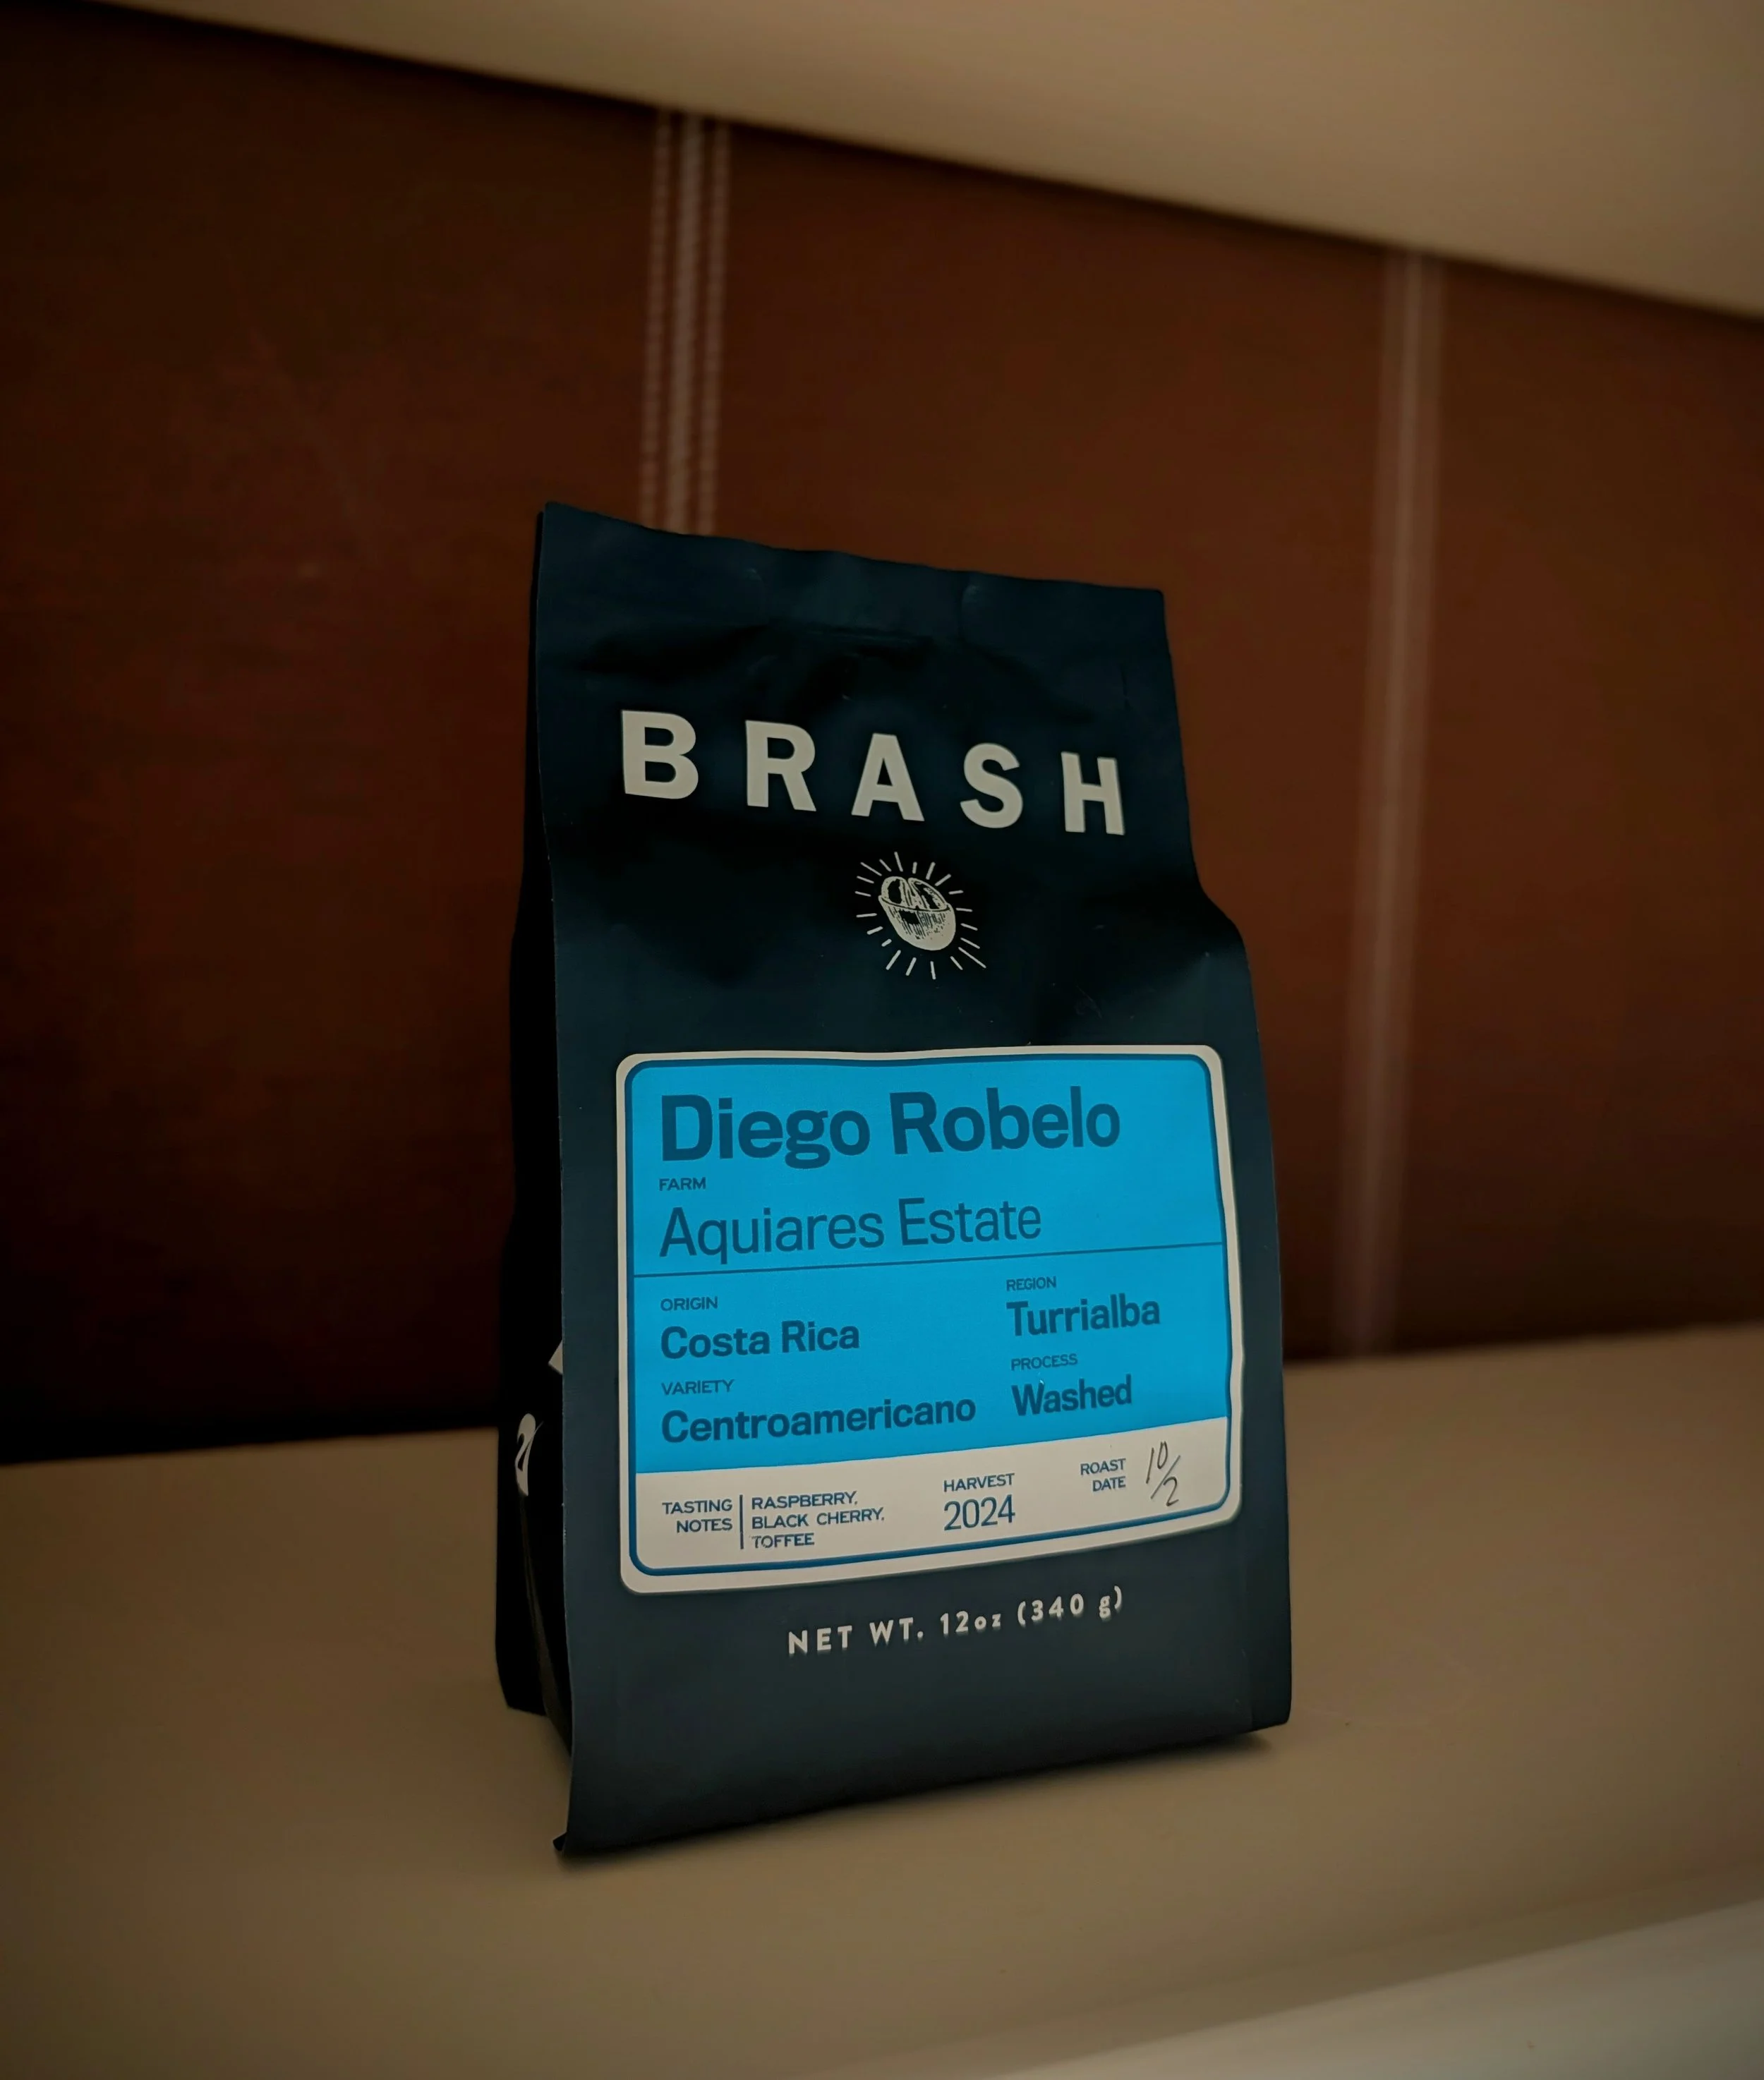 BRASH
Diego Robelo
FARM
Aquiares Estate
ORIGIN
Costa Rica
REGION
Turrialba
VARIETY
Centroamericano
PROCESS
Washed
TASTING
NOTES
RASPBERRY,
BLACK CHERRY,
TOFFEE
HARVEST
2024
ROAST
DATE
10/2
NET WT. 12oz (340 g)